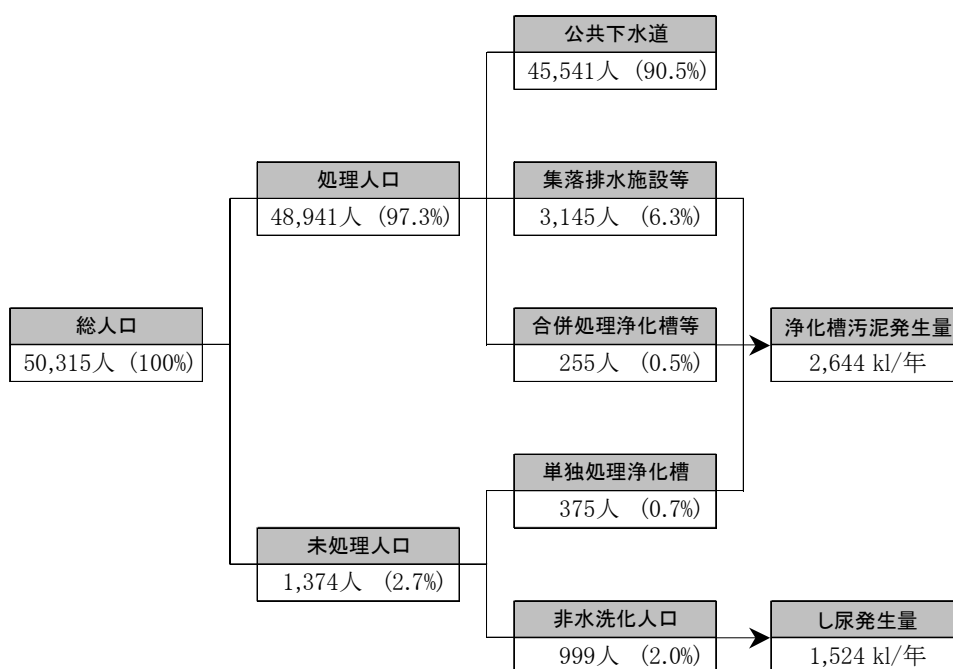 公共下水道
45,541人 (90.5%)
処理人口
48,941人 (97.3%)
集落排水施設等
3,145人 (6.3%)
総人口
50,315人 (100%)
合併処理浄化槽等
255人 (0.5%)
浄化槽汚泥発生量
2,644 kl/年
単独処理浄化槽
375人 (0.7%)
未処理人口
1,374人 (2.7%)
非水洗化人口
999人 (2.0%)
し尿発生量
1,524 kl/年